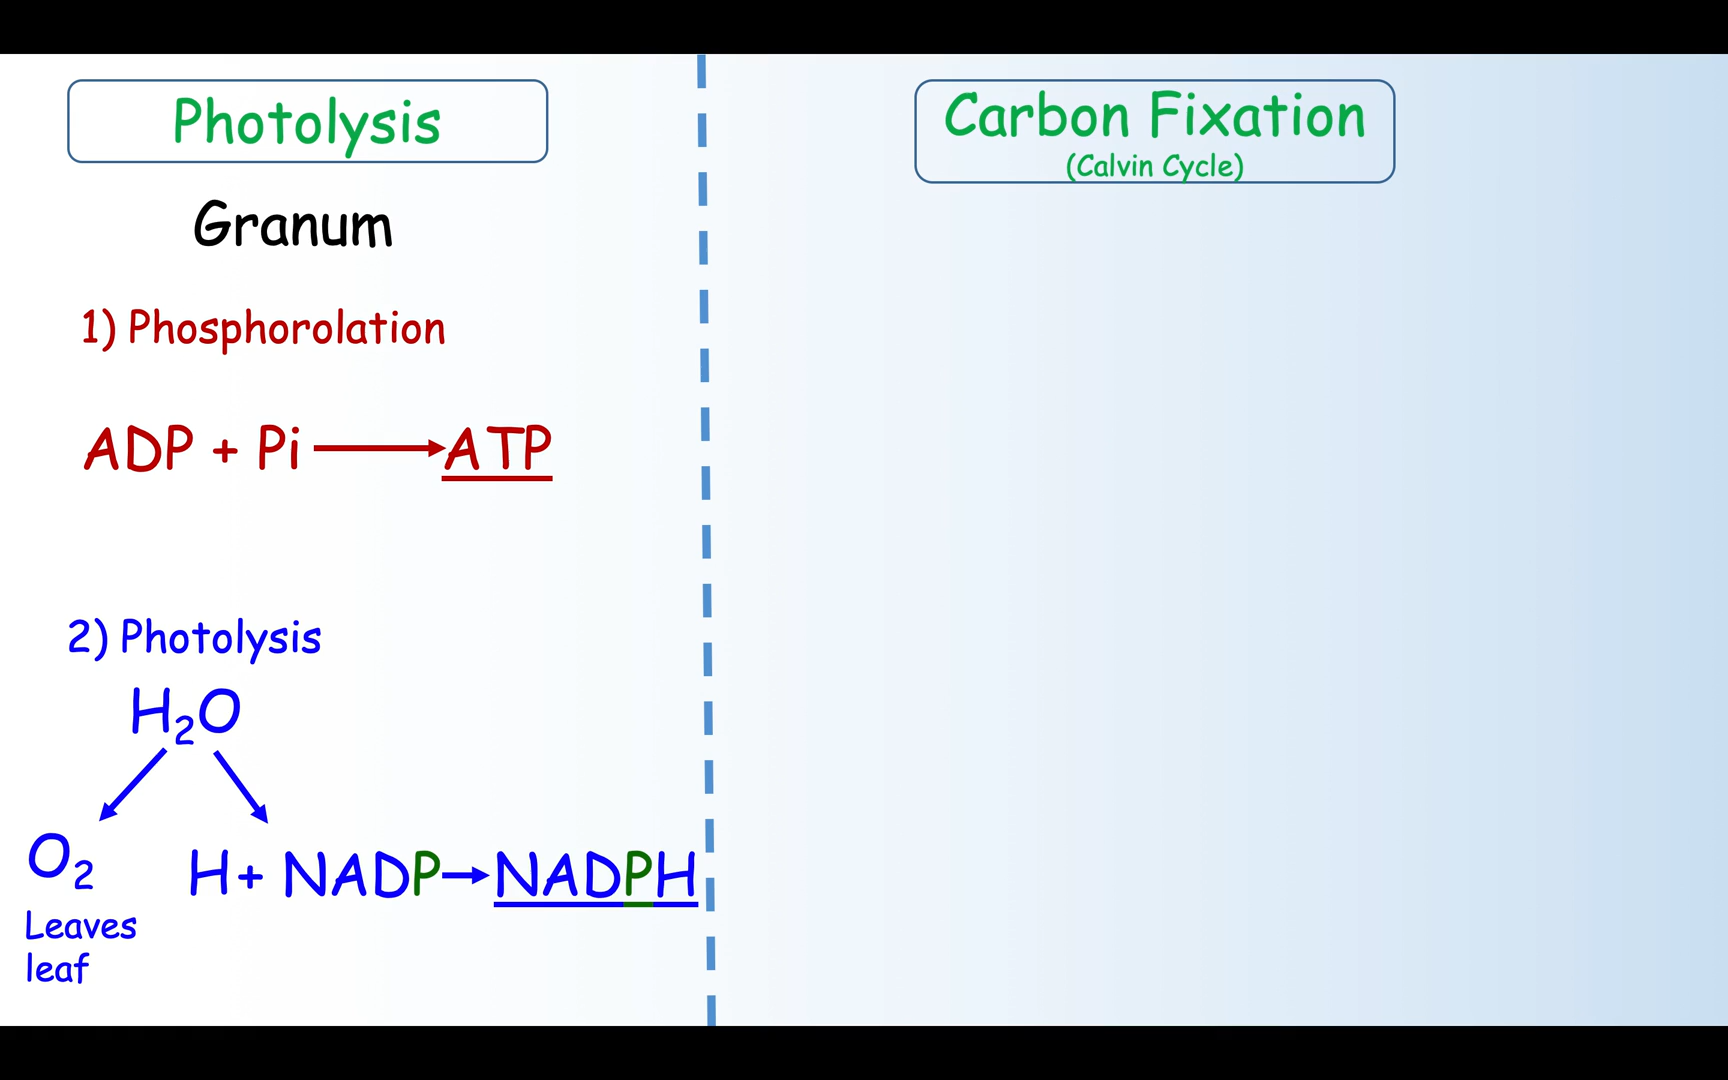 Photolysis
Granum
1) Phosphorolation
ADP + Pi ATP
2) Photolysis
H₂O
O₂
H+ NADP NADPH
Leaves
leaf
Carbon Fixation
(Calvin Cycle)